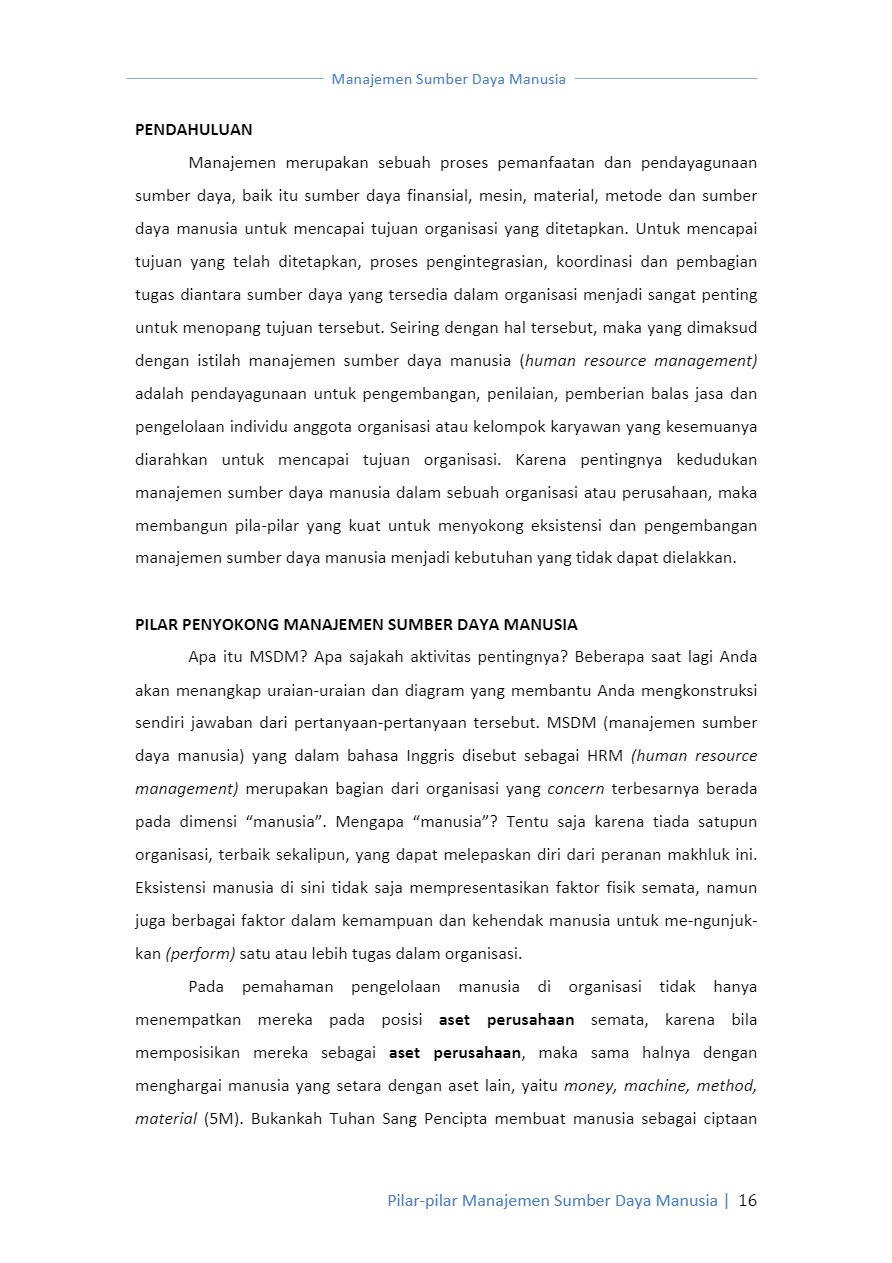 Manajemen Sumber Daya Manusia
PENDAHULUAN
Manajemen merupakan sebuah proses pemanfaatan dan pendayagunaan
sumber daya, baik itu sumber daya finansial, mesin, material, metode dan sumber
daya manusia untuk mencapai tujuan organisasi yang ditetapkan. Untuk mencapai
tujuan yang telah ditetapkan, proses pengintegrasian, koordinasi dan pembagian
tugas diantara sumber daya yang tersedia dalam organisasi menjadi sangat penting
untuk menopang tujuan tersebut. Seiring dengan hal tersebut, maka yang dimaksud
dengan istilah manajemen sumber daya manusia (human resource management)
adalah pendayagunaan untuk pengembangan, penilaian, pemberian balas jasa dan
pengelolaan individu anggota organisasi atau kelompok karyawan yang kesemuanya
diarahkan untuk mencapai tujuan organisasi. Karena pentingnya kedudukan
manajemen sumber daya manusia dalam sebuah organisasi atau perusahaan, maka
membangun pila-pilar yang kuat untuk menyokong eksistensi dan pengembangan
manajemen sumber daya manusia menjadi kebutuhan yang tidak dapat dielakkan.
PILAR PENYOKONG MANAJEMEN SUMBER DAYA MANUSIA
Apa itu MSDM? Apa sajakah aktivitas pentingnya? Beberapa saat lagi Anda
akan menangkap uraian-uraian dan diagram yang membantu Anda mengkonstruksi
sendiri jawaban dari pertanyaan-pertanyaan tersebut. MSDM (manajemen sumber
daya manusia) yang dalam bahasa Inggris disebut sebagai HRM (human resource
management) merupakan bagian dari organisasi yang concern terbesarnya berada
pada dimensi “manusia”. Mengapa “manusia”? Tentu saja karena tiada satupun
organisasi, terbaik sekalipun, yang dapat melepaskan diri dari peranan makhluk ini.
Eksistensi manusia di sini tidak saja mempresentasikan faktor fisik semata, namun
juga berbagai faktor dalam kemampuan dan kehendak manusia untuk me-ngunjuk-
kan (perform) satu atau lebih tugas dalam organisasi.
Pada pemahaman pengelolaan manusia di organisasi tidak hanya
menempatkan mereka pada posisi aset perusahaan semata, karena bila
memposisikan mereka sebagai aset perusahaan, maka sama halnya dengan
menghargai manusia yang setara dengan aset lain, yaitu money, machine, method,
material (5M). Bukankah Tuhan Sang Pencipta membuat manusia sebagai ciptaan
Pilar-pilar Manajemen Sumber Daya Manusia | 16